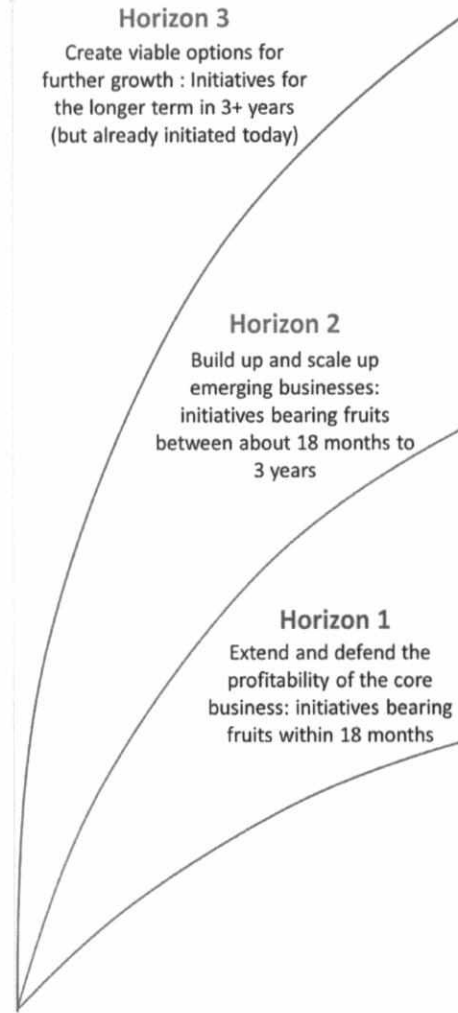 Horizon 3
Create viable options for
further growth : Initiatives for
the longer term in 3+ years
(but already initiated today)
Horizon 2
Build up and scale up
emerging businesses:
initiatives bearing fruits
between about 18 months to
3 years
Horizon 1
Extend and defend the
profitability of the core
business: initiatives bearing
fruits within 18 months